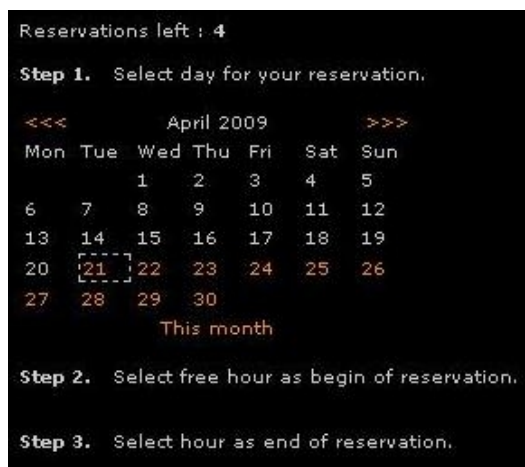 Reservations left : 4
Step 1. Select day for your reservation.
<<< April 2009 >>>
Mon Tue Wed Thu Fri Sat Sun
1 2 3 4 5
6 7 8 9 10 11 12
13 14 15 16 17 18 19
20 21 22 23 24 25 26
27 28 29 30
This month
Step 2. Select free hour as begin of reservation.
Step 3. Select hour as end of reservation.